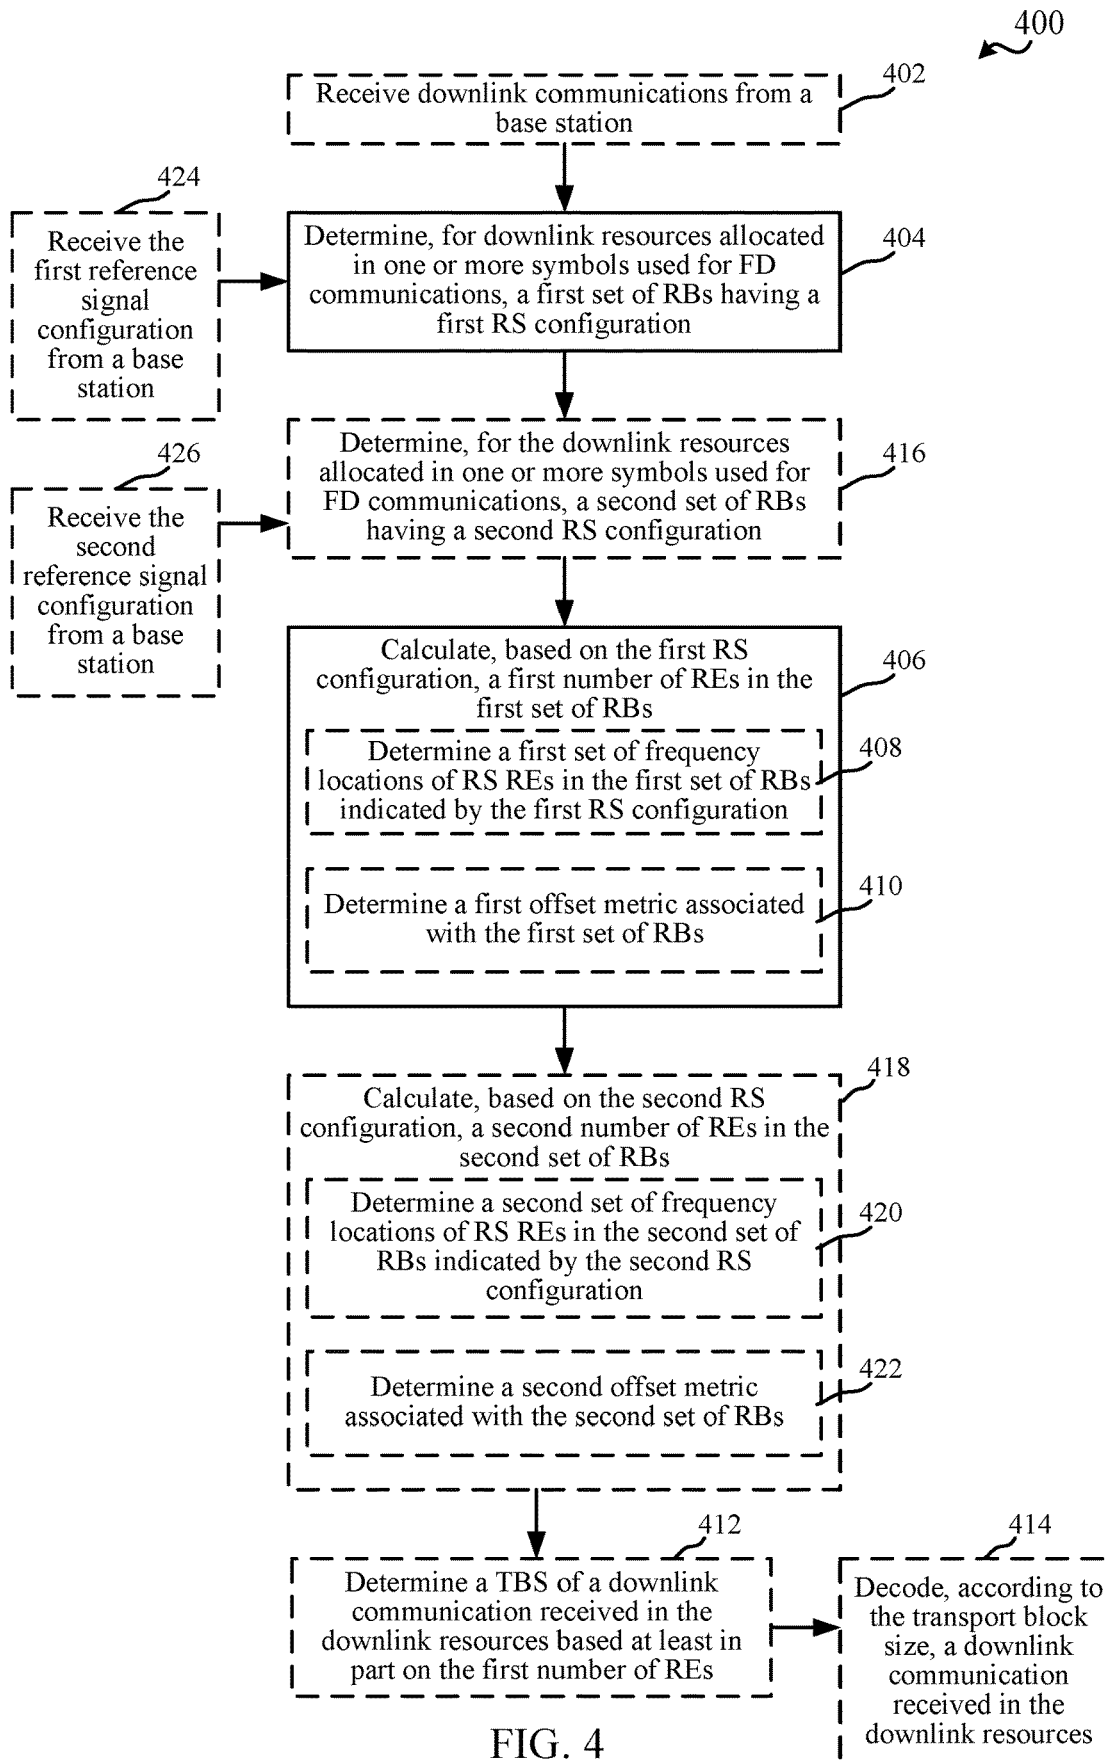 400
402
Receive downlink communications from a
base station
424
Receive the
first reference
signal
configuration
from a base
station
Determine, for downlink resources allocated
in one or more symbols used for FD
communications, a first set of RBs having a
first RS configuration
404
426
Receive the
second
reference signal
configuration
from a base
station
Determine, for the downlink resources
allocated in one or more symbols used for
FD communications, a second set of RBs
having a second RS configuration
416
Calculate, based on the first RS
configuration, a first number of REs in the
first set of RBs
406
Determine a first set of frequency
locations of RS REs in the first set of RBs
indicated by the first RS configuration
408
Determine a first offset metric associated
with the first set of RBs
410
418
Calculate, based on the second RS
configuration, a second number of REs in the
second set of RBs
Determine a second set of frequency
locations of RS REs in the second set of
RBs indicated by the second RS
configuration
420
Determine a second offset metric
associated with the second set of RBs
422
412
Determine a TBS of a downlink
communication received in the
downlink resources based at least in
part on the first number of REs
414
Decode, according to
the transport block
size, a downlink
communication
received in the
downlink resources
FIG. 4